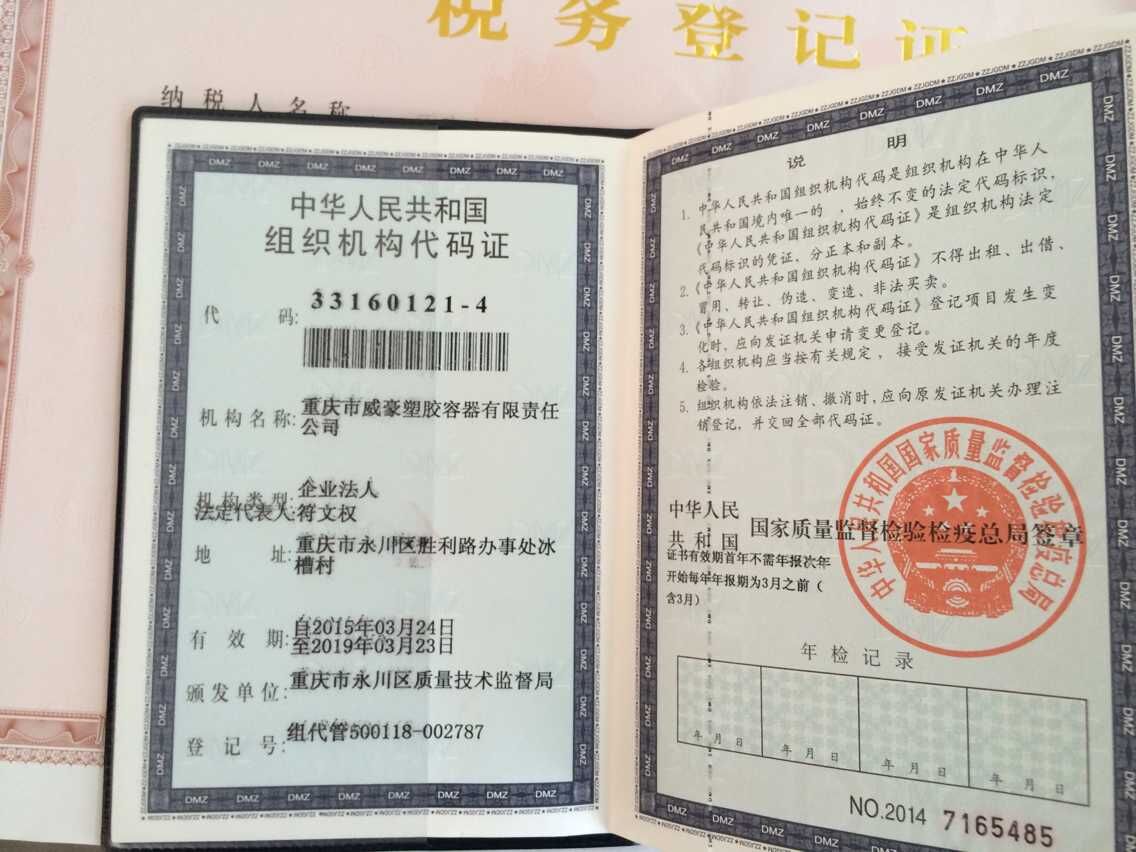 税务登记证
纳税人名称
中华人民共和国
组织机构代码证
代 码: 33160121-4
机构名称: 重庆市威豪塑胶容器有限责任
公司
机构类型: 企业法人
法定代表人: 符文权
地 址: 重庆市永川区胜利路办事处冰
槽村
有 效 期: 自2015年03月24日
至2019年03月23日
颁发单位: 重庆市永川区质量技术监督局
登 记 号: 组代管500118-002787
说 明
1. 中华人民共和国组织机构代码是组织机构在中华人
民共和国境内唯一的，始终不变的法定代码标识，
《中华人民共和国组织机构代码证》是组织机构法定
代码标识的凭证，分正本和副本。
2. 《中华人民共和国组织机构代码证》不得出租、出借、
冒用、转让、伪造、变造、非法买卖。
3. 《中华人民共和国组织机构代码证》登记项目发生变
化时，应向发证机关申请变更登记。
4. 各组织机构应当按有关规定，接受发证机关的年度
检验。
5. 组织机构依法注销、撤消时，应向原发证机关办理注
销登记，并交回全部代码证。
中华人民
共和国 国家质量监督检验检疫总局签章
证书有效期首年不需年报次年
开始每年年报期为3月之前（
含3月）
中华人民共和国国家质量监督检验检疫总局
年检记录
年 月 日 年 月 日 年 月 日 年 月 日
NO.2014 7165485